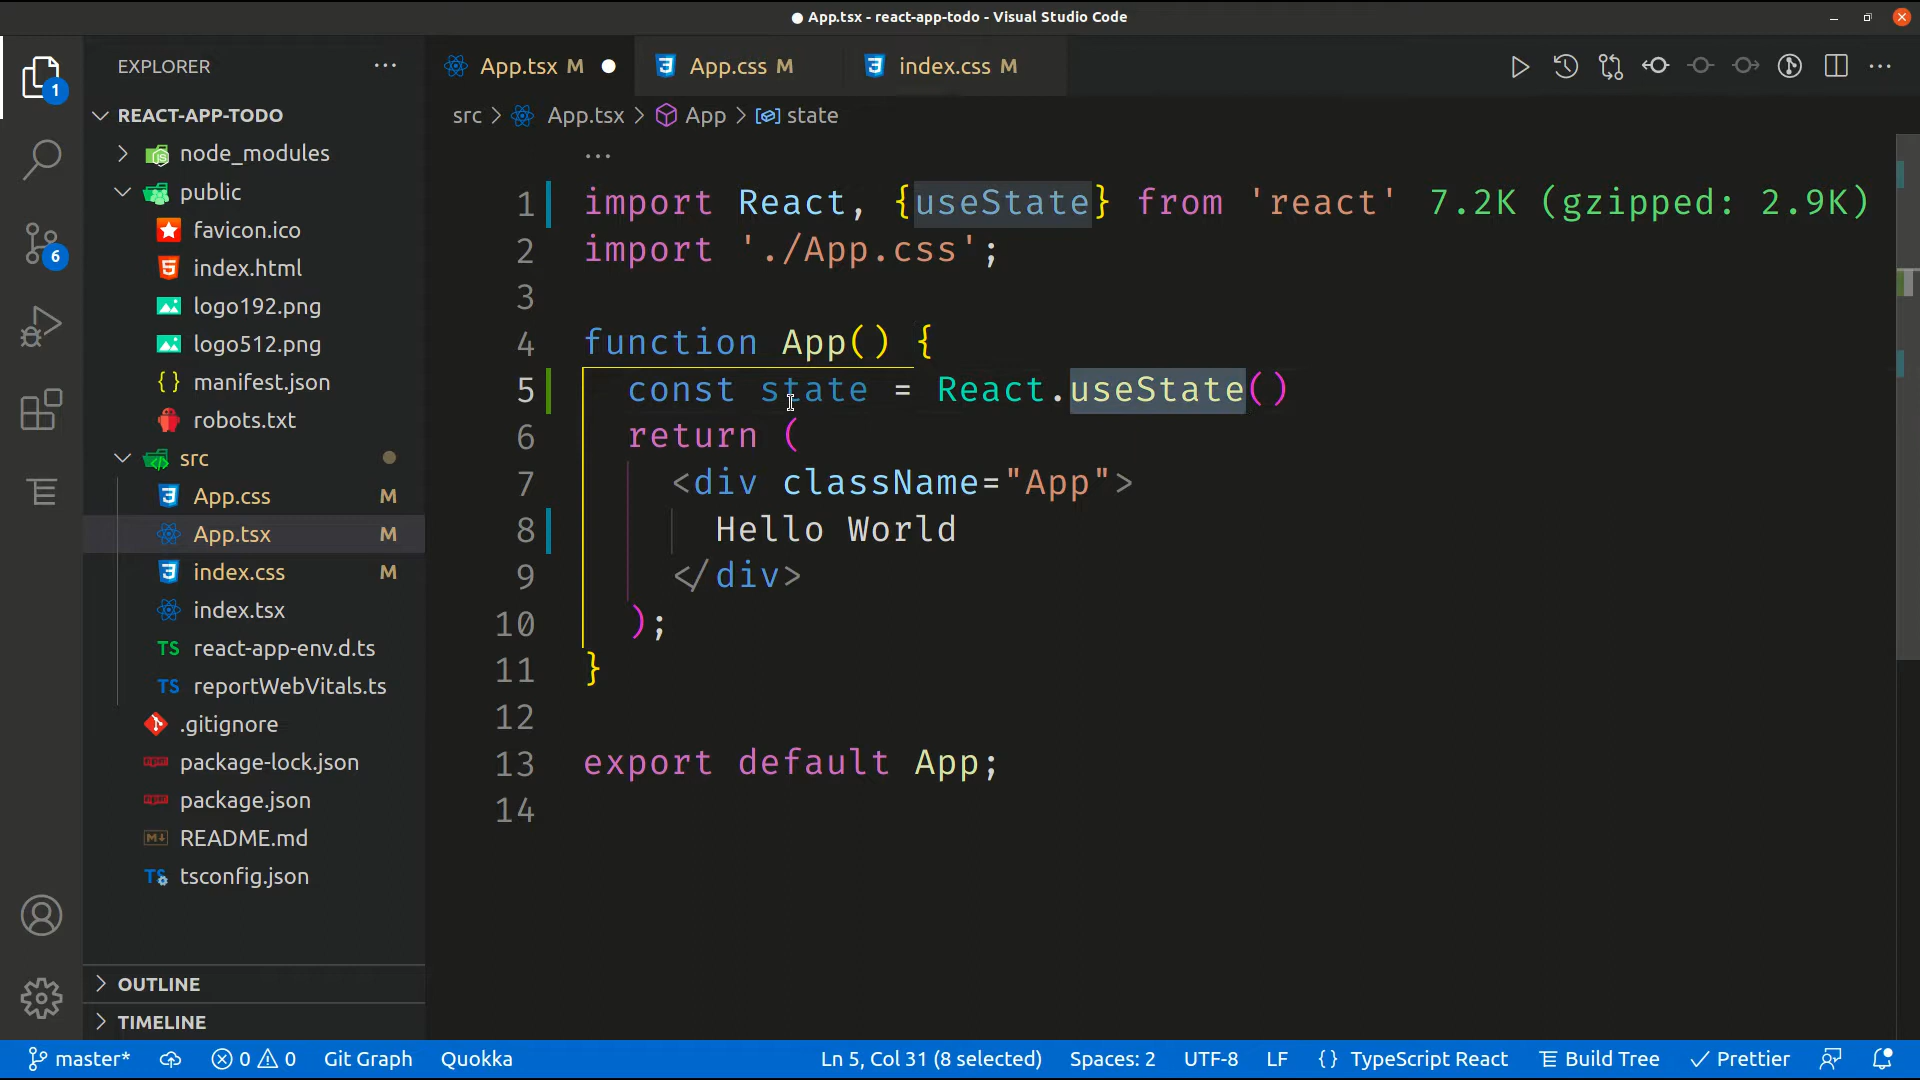 App.tsx - react-app-todo - Visual Studio Code
1
EXPLORER
···
App.tsx M
App.css M
index.css M
···
REACT-APP-TODO
src > App.tsx > App > state
node_modules
public
favicon.ico
index.html
logo192.png
logo512.png
manifest.json
robots.txt
src
App.css M
App.tsx M
index.css M
index.tsx
TS react-app-env.d.ts
TS reportWebVitals.ts
.gitignore
package-lock.json
package.json
README.md
TS tsconfig.json
6
OUTLINE
TIMELINE
···
1 import React, {useState} from 'react' 7.2K (gzipped: 2.9K)
2 import './App.css';
3
4 function App() {
5 const state = React.useState()
6 return (
7 <div className="App">
8 Hello World
9 </div>
10 );
11 }
12
13 export default App;
14
master* 0 0 Git Graph Quokka Ln 5, Col 31 (8 selected) Spaces: 2 UTF-8 LF {} TypeScript React Build Tree Prettier